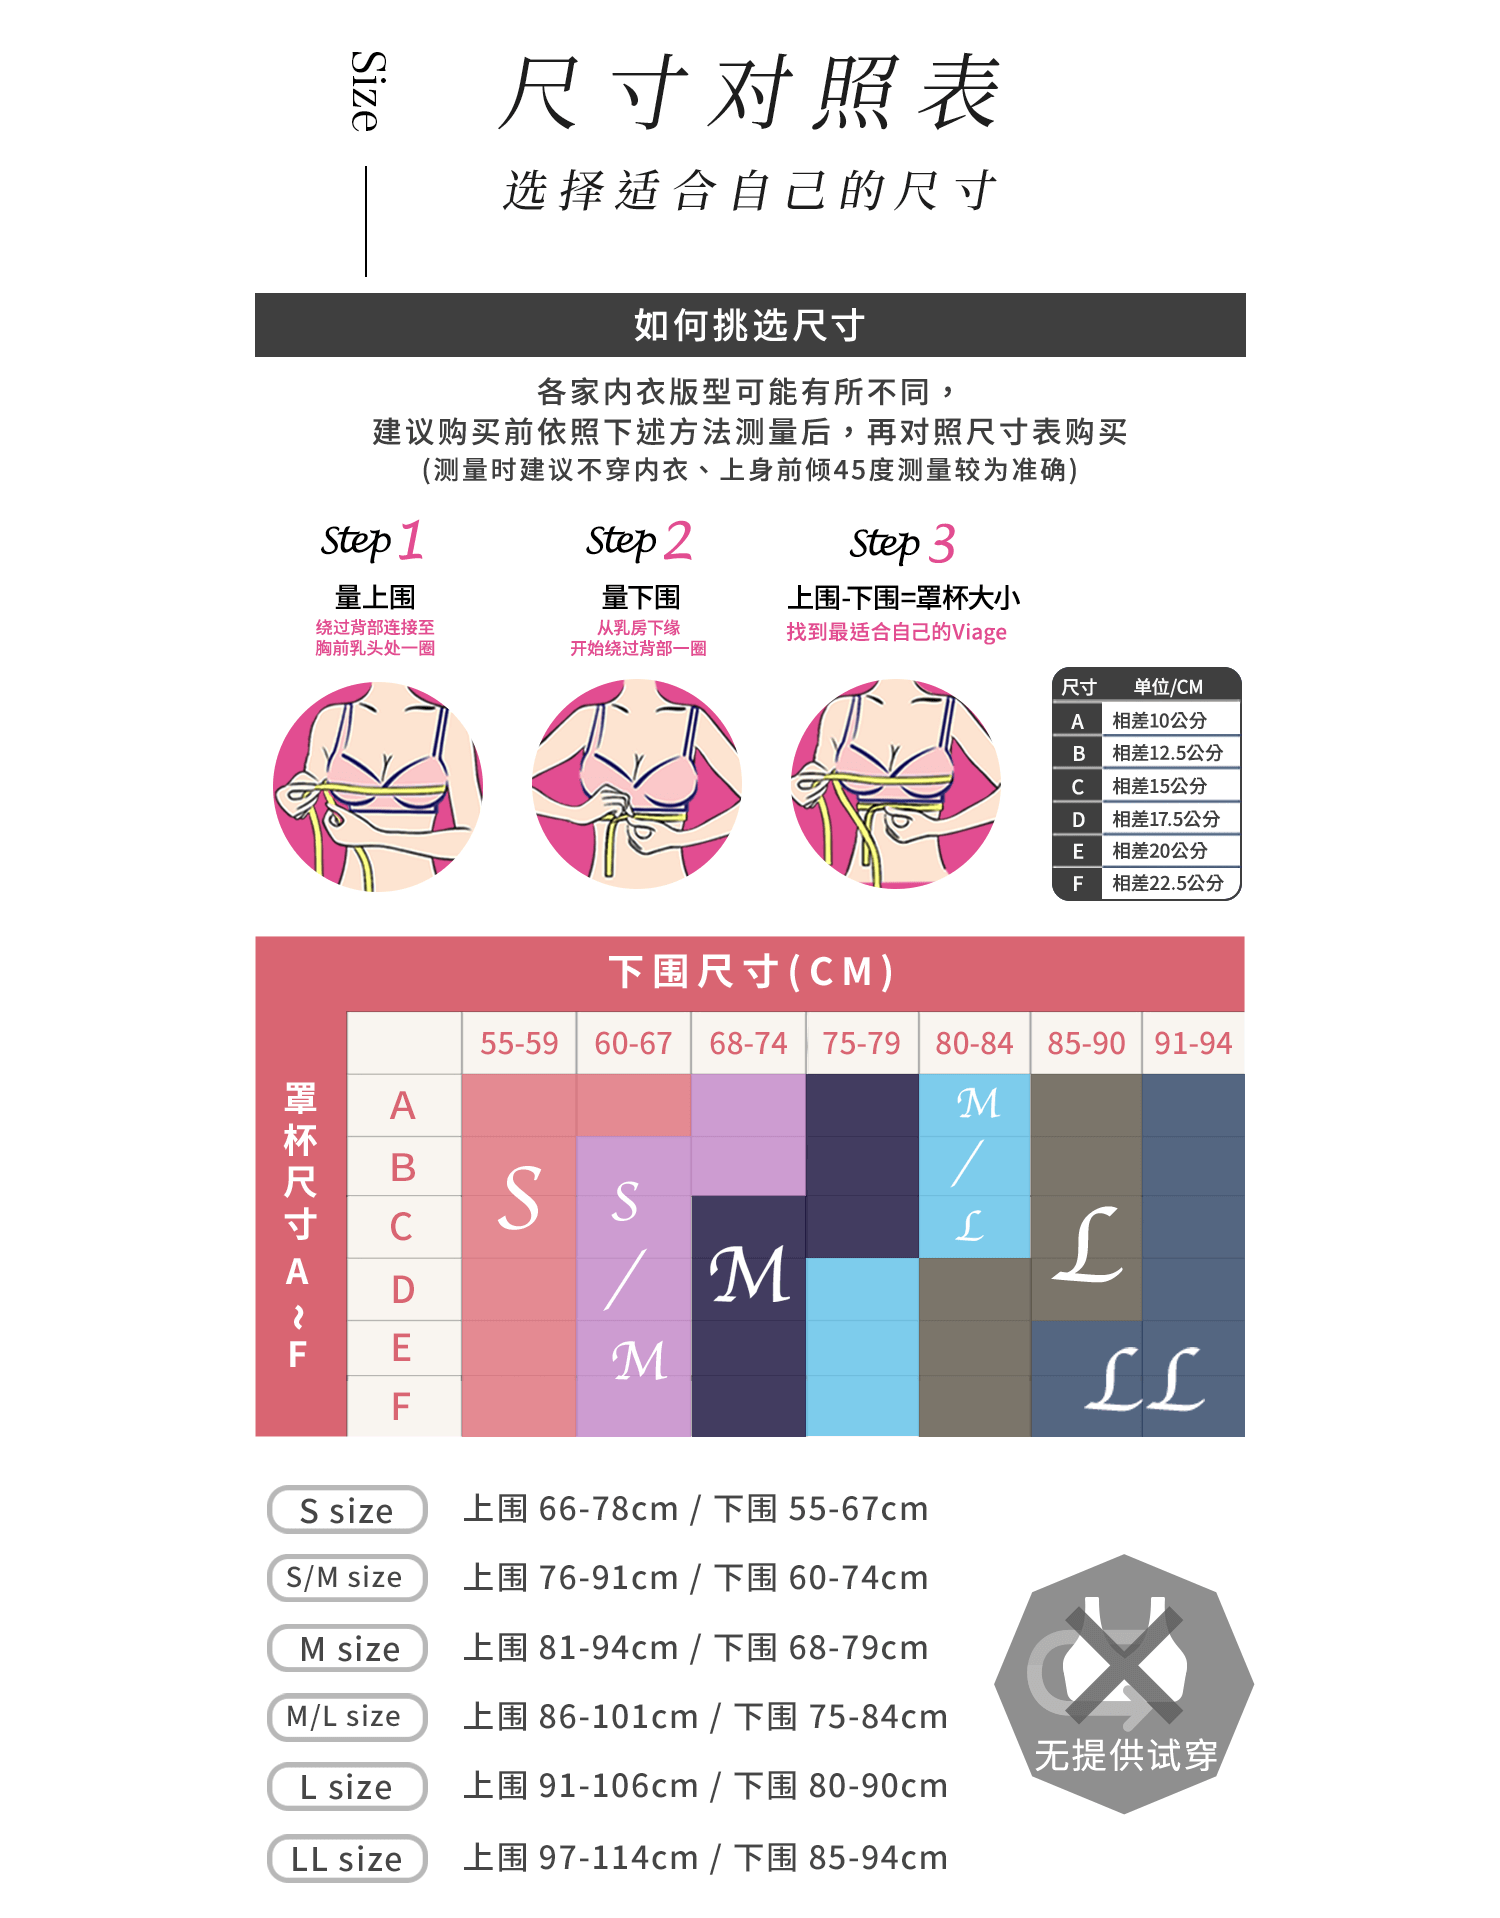 Size
尺寸对照表
选择适合自己的尺寸
如何挑选尺寸
各家内衣版型可能有所不同，
建议购买前依照下述方法测量后，再对照尺寸表购买
(测量时建议不穿内衣、上身前倾45度测量较为准确)
Step 1
量上围
绕过背部连接至
胸前乳头处一圈
Step 2
量下围
从乳房下缘
开始绕过背部一圈
Step 3
上围-下围=罩杯大小
找到最适合自己的Viage
尺寸 单位/CM
A 相差10公分
B 相差12.5公分
C 相差15公分
D 相差17.5公分
E 相差20公分
F 相差22.5公分
下围尺寸(CM)
55-59 60-67 68-74 75-79 80-84 85-90 91-94
罩杯尺寸A~F
A
B
C
D
E
F
S
S/M
M
M/L
L
LL
S size 上围 66-78cm / 下围 55-67cm
S/M size 上围 76-91cm / 下围 60-74cm
M size 上围 81-94cm / 下围 68-79cm
M/L size 上围 86-101cm / 下围 75-84cm
L size 上围 91-106cm / 下围 80-90cm
LL size 上围 97-114cm / 下围 85-94cm
无提供试穿